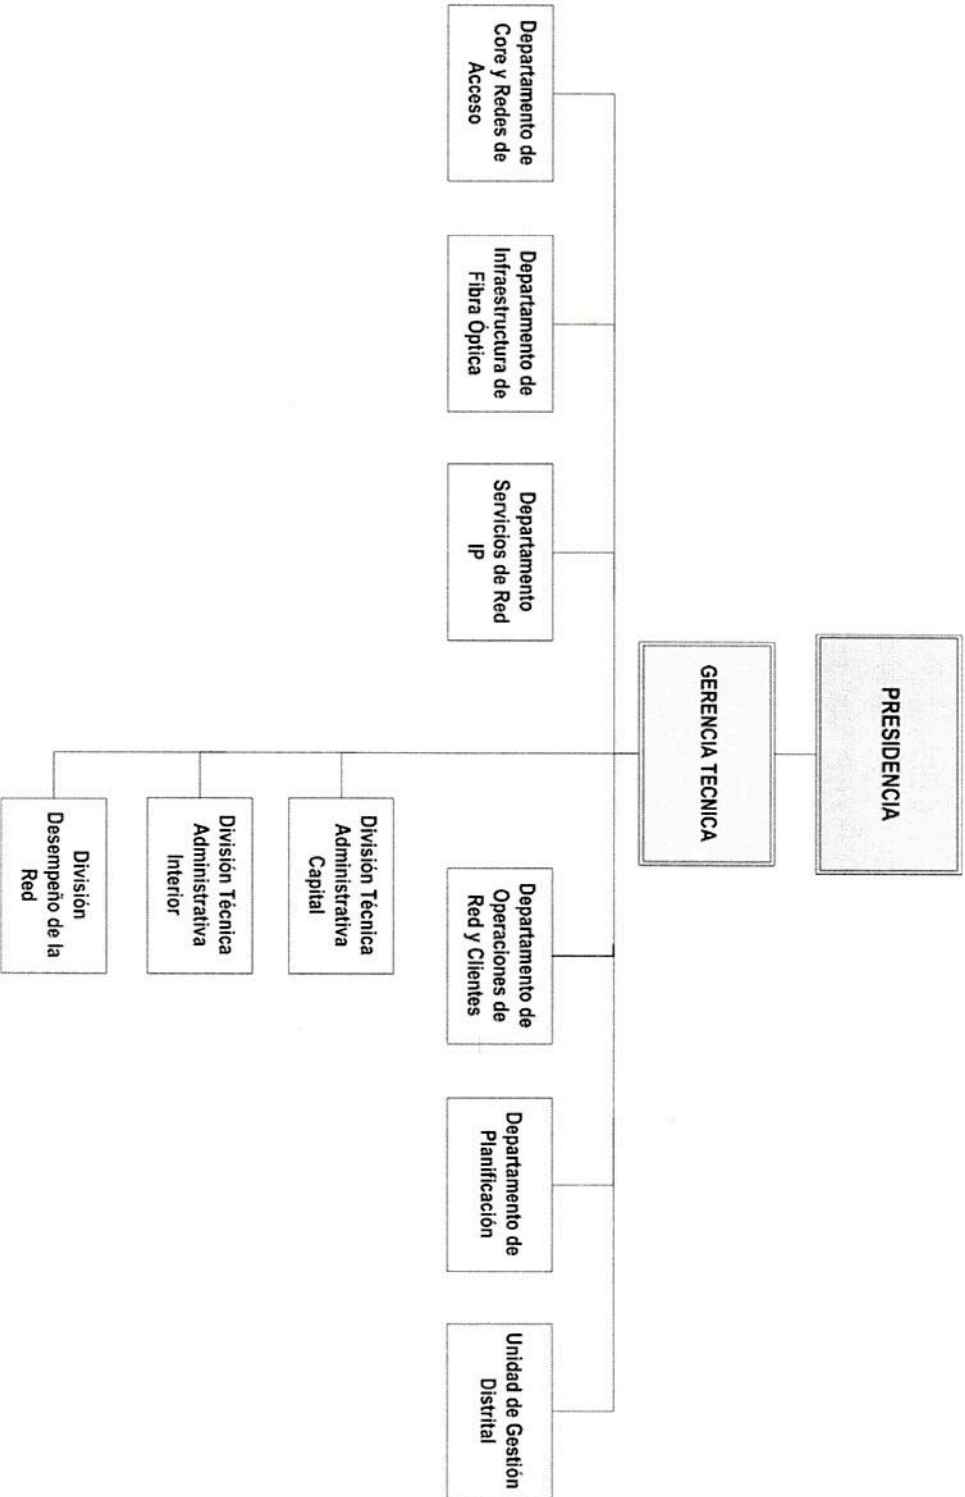 PRESIDENCIA
GERENCIA TECNICA
Departamento de
Core y Redes de
Acceso
Departamento de
Infraestructura de
Fibra Óptica
Departamento
Servicios de Red
IP
Departamento de
Operaciones de
Red y Clientes
Departamento de
Planificación
Unidad de Gestión
Distrital
División Técnica
Administrativa
Capital
División Técnica
Administrativa
Interior
División
Desempeño de la
Red